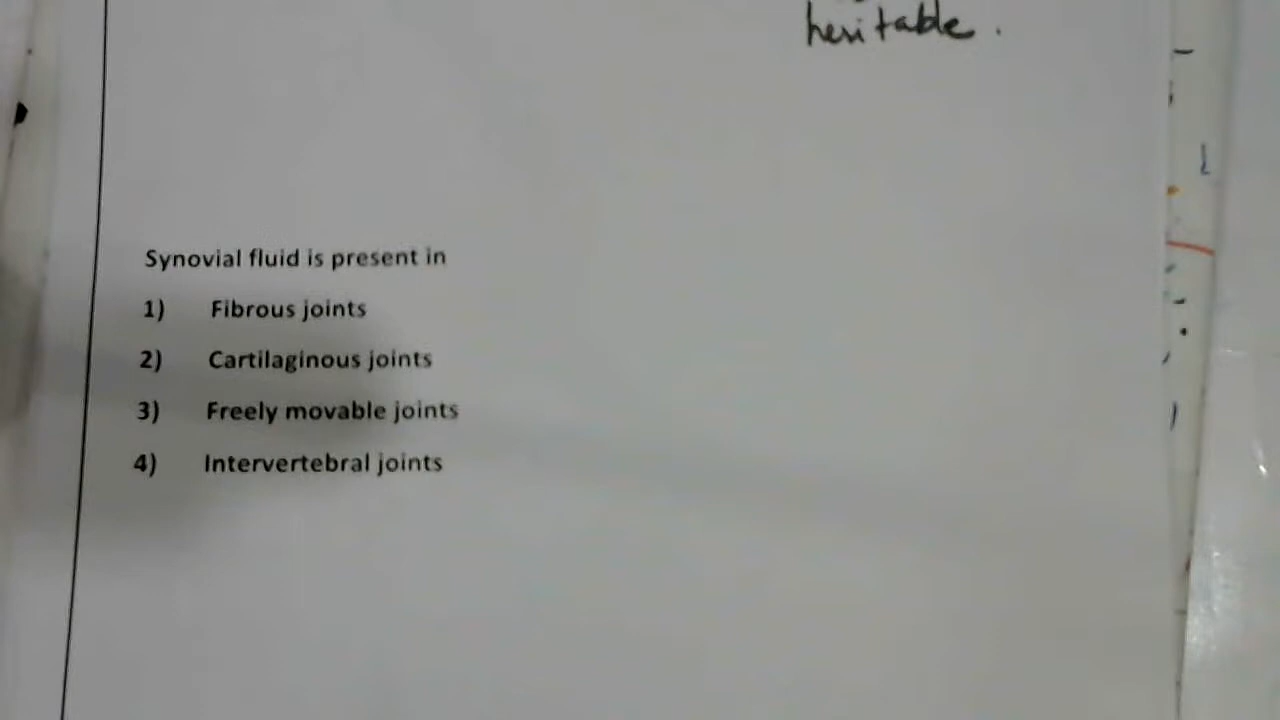 heritable.
Synovial fluid is present in
1) Fibrous joints
2) Cartilaginous joints
3) Freely movable joints
4) Intervertebral joints